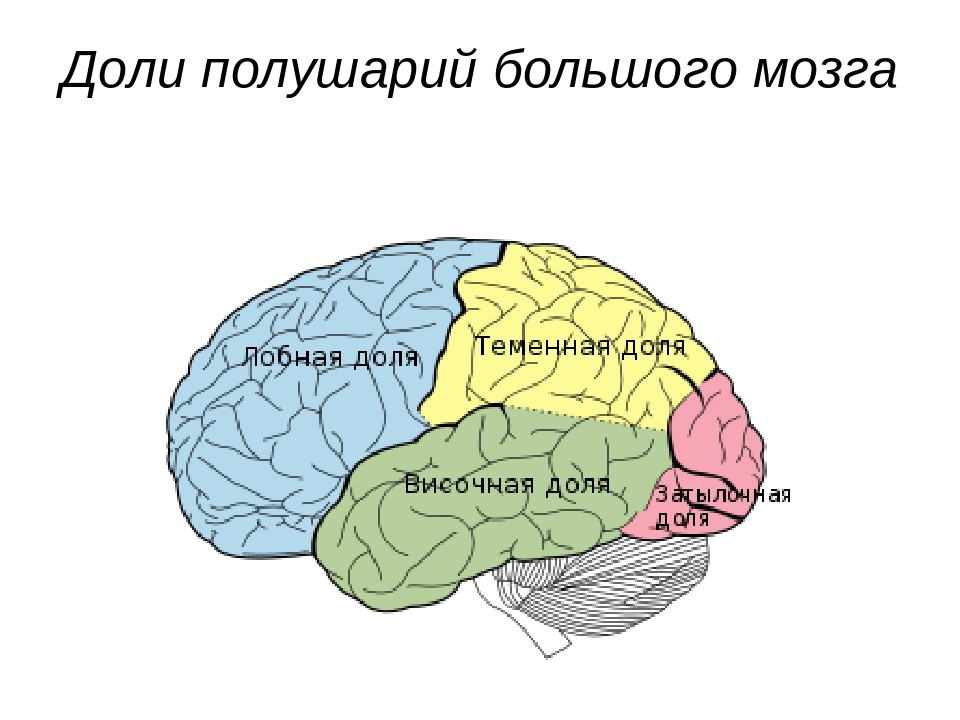 Доли полушарий большого мозга
Лобная доля
Теменная доля
Височная доля
Затылочная
доля